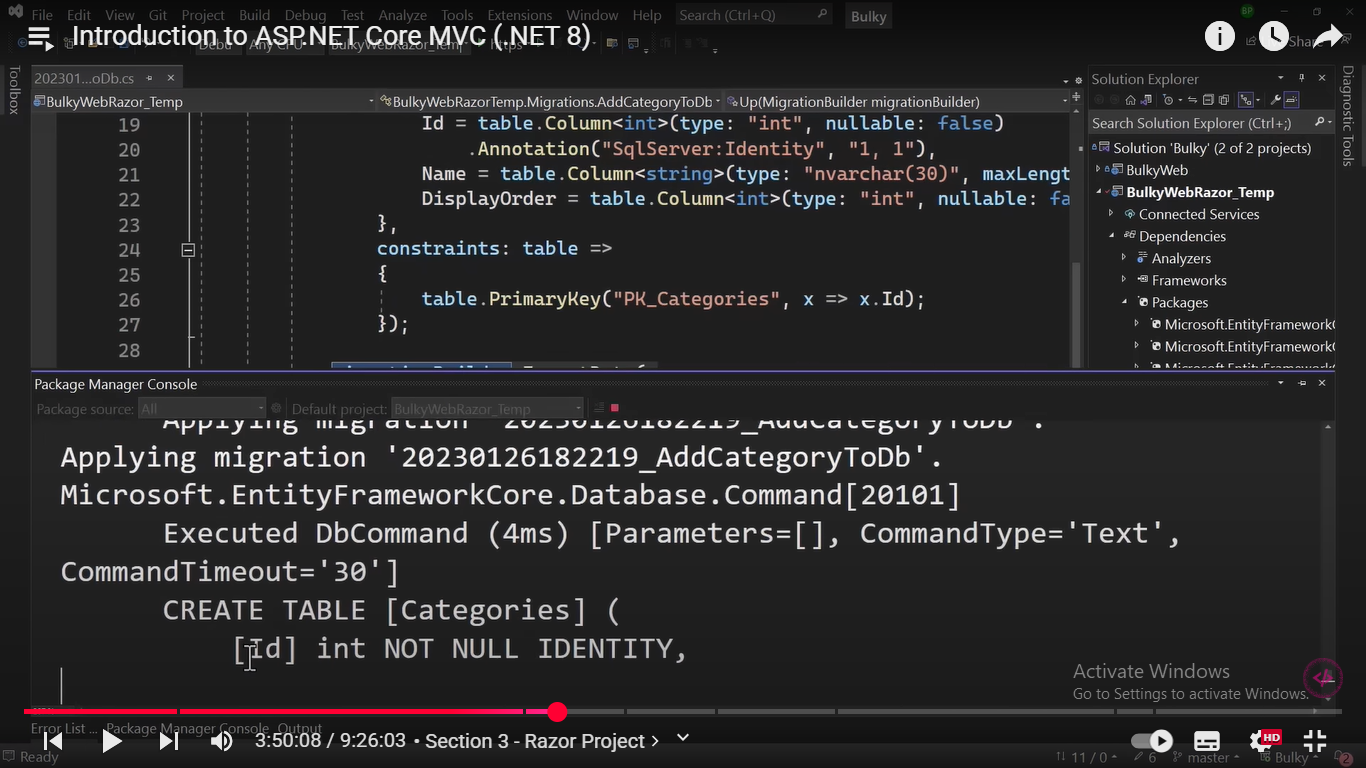 File Edit View Git Project Build Debug Test Analyze Tools Extensions Window Help Search (Ctrl+Q) Bulky
Introduction to ASP.NET Core MVC (.NET 8)
202301...oDb.cs
BulkyWebRazor_Temp BulkyWebRazorTemp.Migrations.AddCategoryToDb Up(MigrationBuilder migrationBuilder)
Toolbox
19 Id = table.Column<int>(type: "int", nullable: false)
20 .Annotation("SqlServer:Identity", "1, 1"),
21 Name = table.Column<string>(type: "nvarchar(30)", maxLengt
22 DisplayOrder = table.Column<int>(type: "int", nullable: fa
23 },
24 constraints: table =>
25 {
26 table.PrimaryKey("PK_Categories", x => x.Id);
27 });
28
Solution Explorer
Search Solution Explorer (Ctrl+;)
Solution 'Bulky' (2 of 2 projects)
BulkyWeb
BulkyWebRazor_Temp
Connected Services
Dependencies
Analyzers
Frameworks
Packages
Microsoft.EntityFramework
Microsoft.EntityFramework
Diagnostic Tools
Package Manager Console
Package source: All Default project: BulkyWebRazor_Temp
Applying migration '20230126182219_AddCategoryToDb'.
Applying migration '20230126182219_AddCategoryToDb'.
Microsoft.EntityFrameworkCore.Database.Command[20101]
Executed DbCommand (4ms) [Parameters=[], CommandType='Text',
CommandTimeout='30']
CREATE TABLE [Categories] (
[Id] int NOT NULL IDENTITY,
Activate Windows
Go to Settings to activate Windows.
Error List ... Package Manager Console Output
3:50:08 / 9:26:03 • Section 3 - Razor Project
HD
Ready 11 / 0 6 master Bulky 2